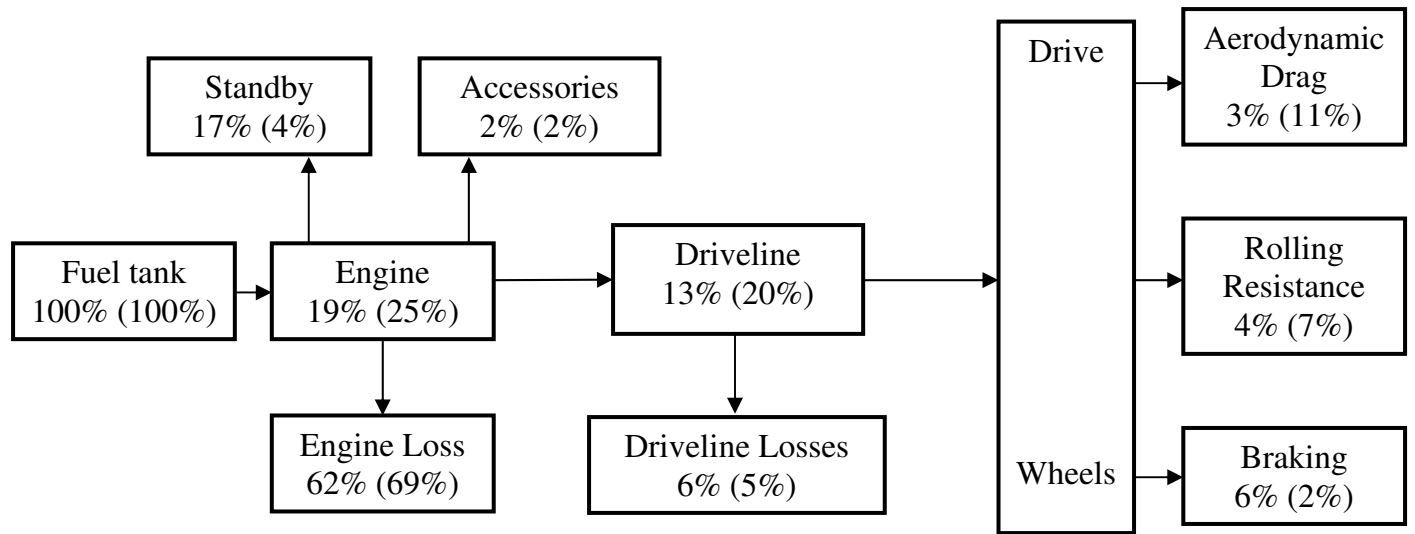 Standby
17% (4%)
Accessories
2% (2%)
Drive
Aerodynamic
Drag
3% (11%)
Fuel tank
100% (100%)
Engine
19% (25%)
Driveline
13% (20%)
Rolling
Resistance
4% (7%)
Engine Loss
62% (69%)
Driveline Losses
6% (5%)
Wheels
Braking
6% (2%)